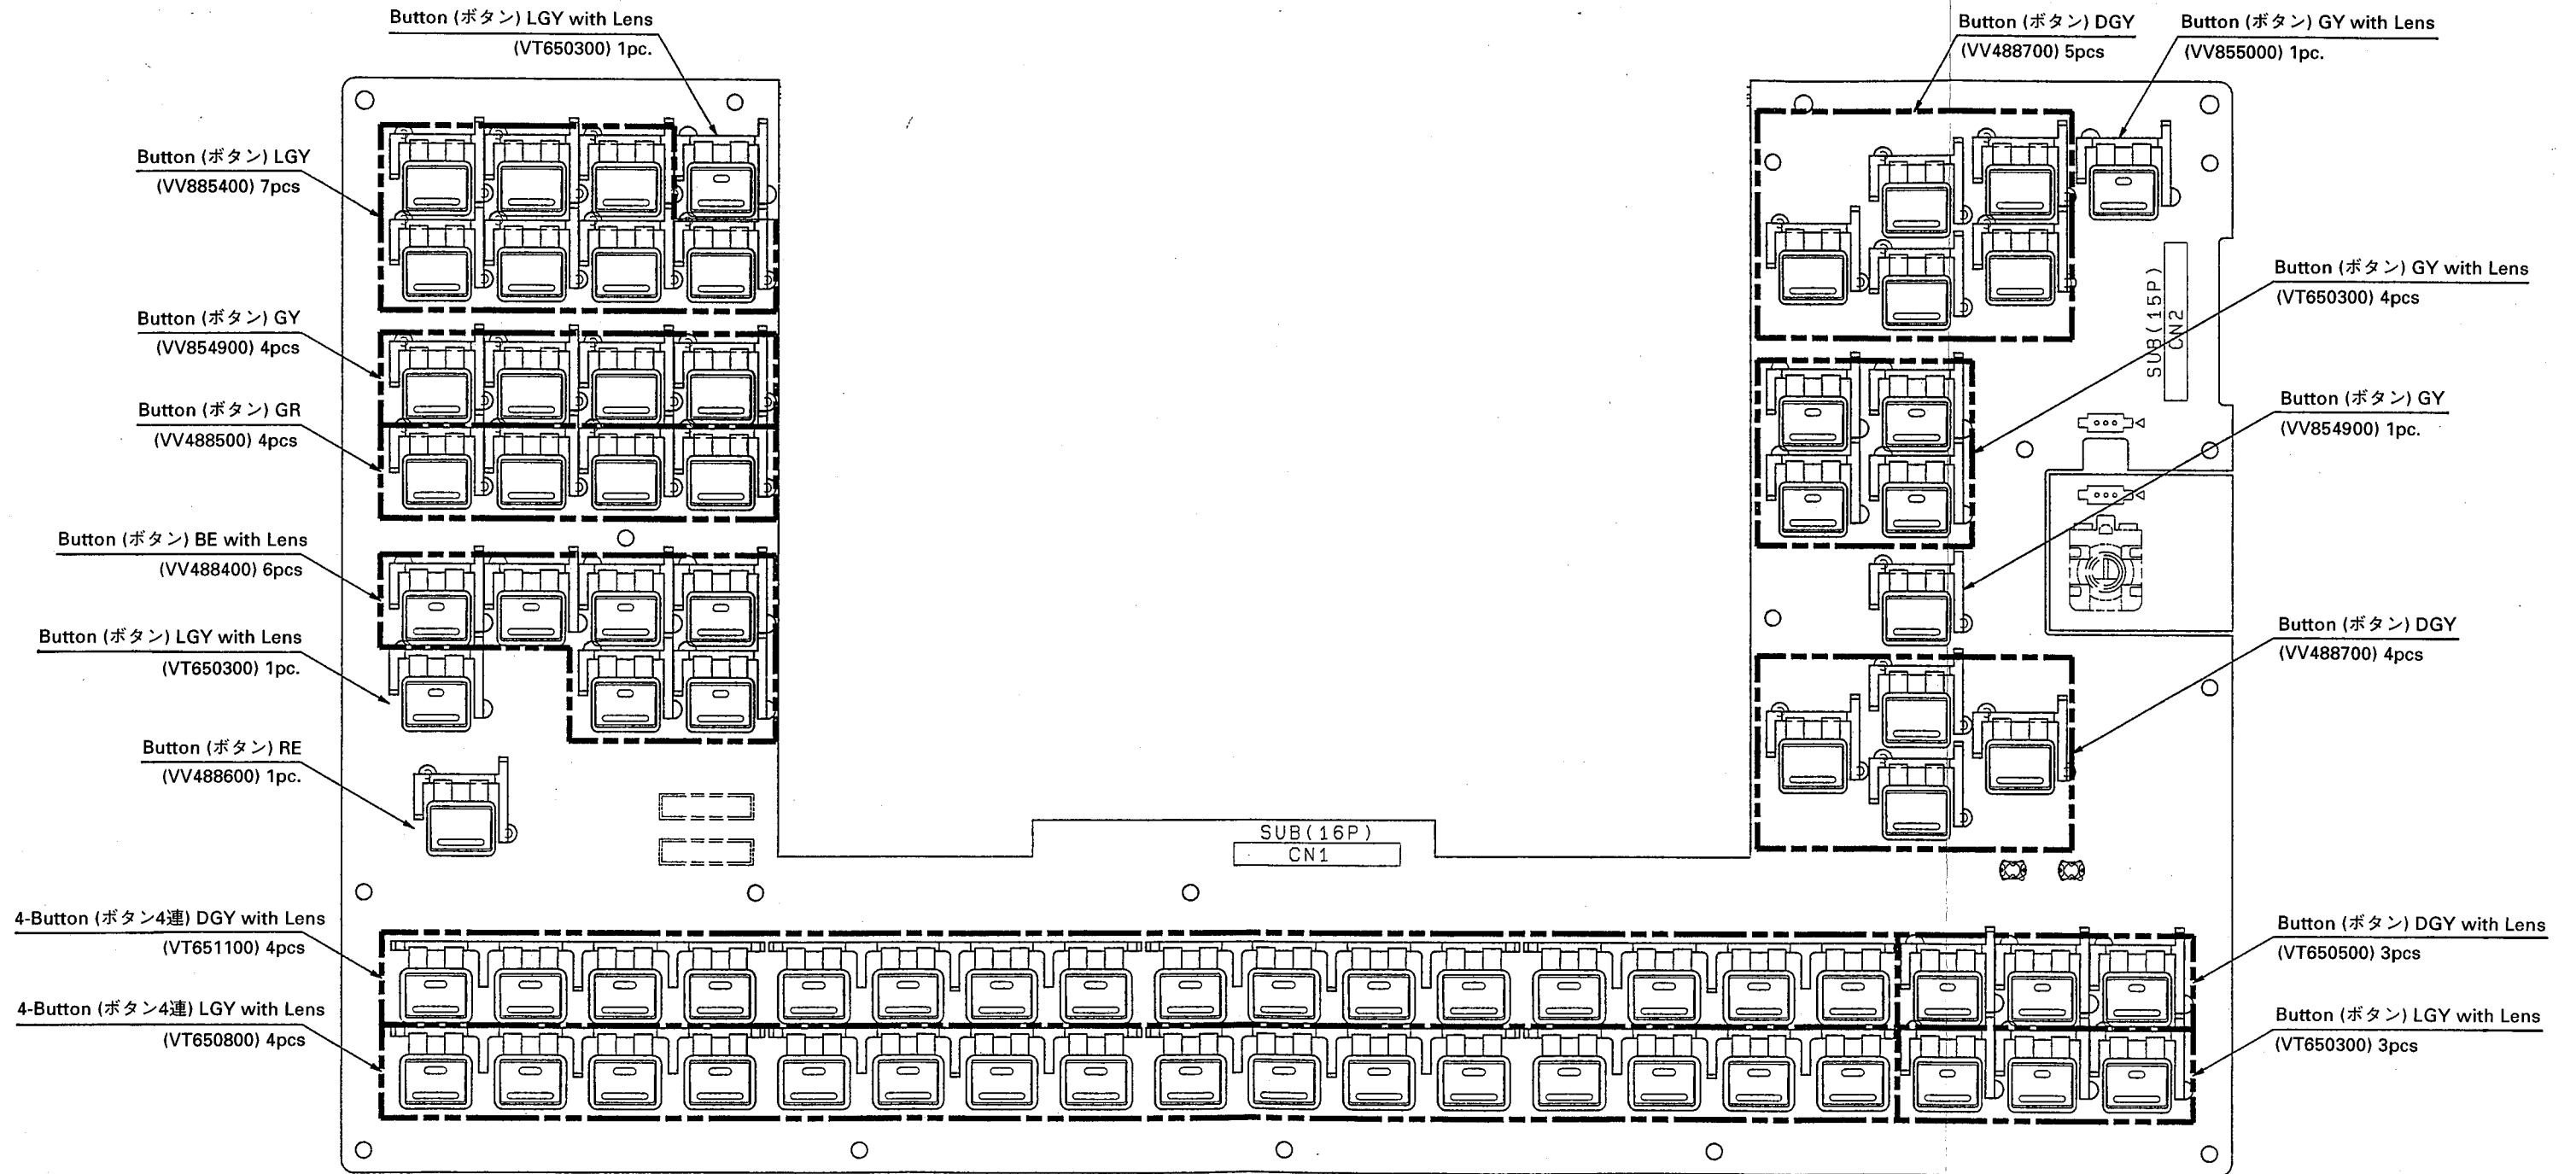 Button (ボタン) LGY with Lens
(VT650300) 1pc.
Button (ボタン) DGY
(VV488700) 5pcs
Button (ボタン) GY with Lens
(VV855000) 1pc.
Button (ボタン) LGY
(VV885400) 7pcs
Button (ボタン) GY
(VV854900) 4pcs
Button (ボタン) GR
(VV488500) 4pcs
Button (ボタン) BE with Lens
(VV488400) 6pcs
Button (ボタン) LGY with Lens
(VT650300) 1pc.
Button (ボタン) RE
(VV488600) 1pc.
4-Button (ボタン4連) DGY with Lens
(VT651100) 4pcs
4-Button (ボタン4連) LGY with Lens
(VT650800) 4pcs
SUB(16P)
CN1
SUB(15P)
CN2
Button (ボタン) GY with Lens
(VT650300) 4pcs
Button (ボタン) GY
(VV854900) 1pc.
Button (ボタン) DGY
(VV488700) 4pcs
Button (ボタン) DGY with Lens
(VT650500) 3pcs
Button (ボタン) LGY with Lens
(VT650300) 3pcs